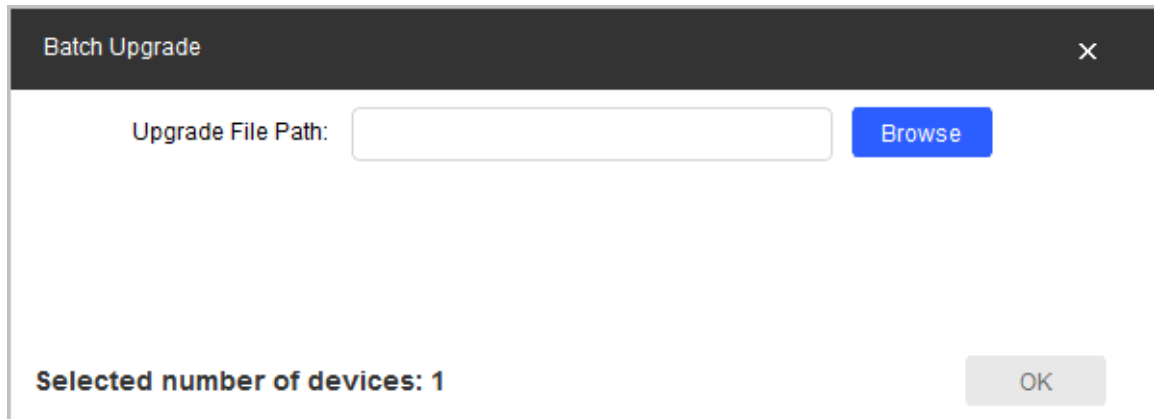 Batch Upgrade
Upgrade File Path:
Browse
Selected number of devices: 1
OK